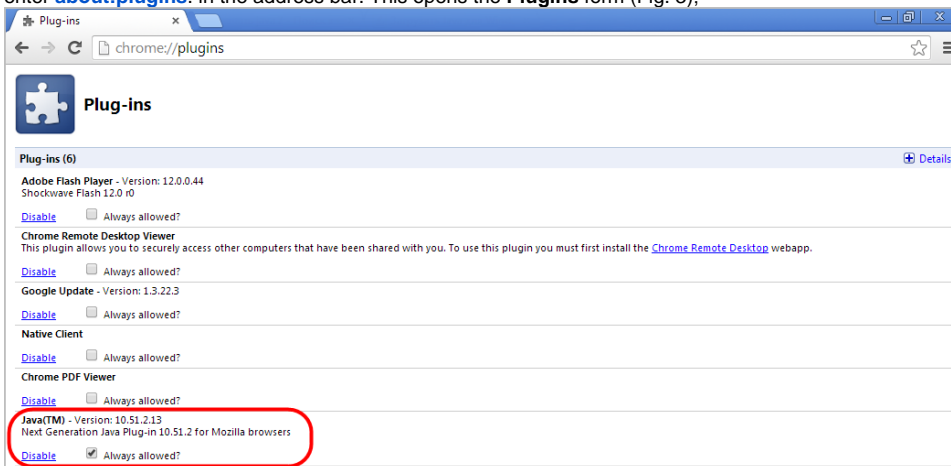 enter about:plugins. in the address bar. This opens the Plugins form (Fig. 5);
Plug-ins
chrome://plugins
Plug-ins
Plug-ins (6)
Details
Adobe Flash Player - Version: 12.0.0.44
Shockwave Flash 12.0 r0
Disable Always allowed?
Chrome Remote Desktop Viewer
This plugin allows you to securely access other computers that have been shared with you. To use this plugin you must first install the Chrome Remote Desktop webapp.
Disable Always allowed?
Google Update - Version: 1.3.22.3
Disable Always allowed?
Native Client
Disable Always allowed?
Chrome PDF Viewer
Disable Always allowed?
Java(TM) - Version: 10.51.2.13
Next Generation Java Plug-in 10.51.2 for Mozilla browsers
Disable Always allowed?